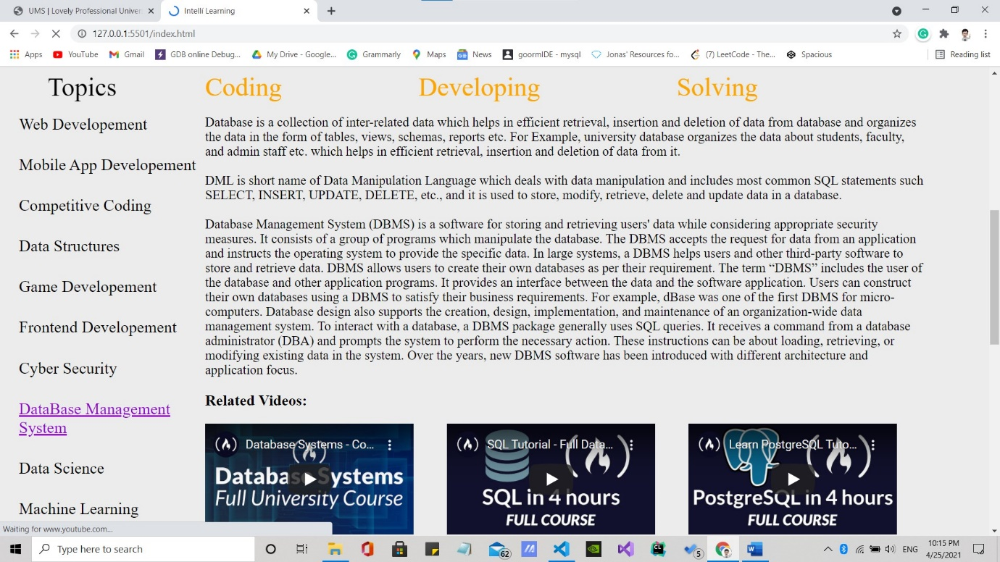 UMS | Lovely Professional Univer
Intellí Learning
127.0.0.1:5501/index.html
Apps
YouTube
Gmail
GDB online Debug...
My Drive - Google...
Grammarly
Maps
News
goormIDE - mysql
Jonas' Resources fo...
(7) LeetCode - The...
Spacious
Reading list
Topics
Web Developement
Mobile App Developement
Competitive Coding
Data Structures
Game Developement
Frontend Developement
Cyber Security
DataBase Management
System
Data Science
Machine Learning
Coding
Developing
Solving
Database is a collection of inter-related data which helps in efficient retrieval, insertion and deletion of data from database and organizes
the data in the form of tables, views, schemas, reports etc. For Example, university database organizes the data about students, faculty,
and admin staff etc. which helps in efficient retrieval, insertion and deletion of data from it.
DML is short name of Data Manipulation Language which deals with data manipulation and includes most common SQL statements such
SELECT, INSERT, UPDATE, DELETE, etc., and it is used to store, modify, retrieve, delete and update data in a database.
Database Management System (DBMS) is a software for storing and retrieving users' data while considering appropriate security
measures. It consists of a group of programs which manipulate the database. The DBMS accepts the request for data from an application
and instructs the operating system to provide the specific data. In large systems, a DBMS helps users and other third-party software to
store and retrieve data. DBMS allows users to create their own databases as per their requirement. The term “DBMS” includes the user of
the database and other application programs. It provides an interface between the data and the software application. Users can construct
their own databases using a DBMS to satisfy their business requirements. For example, dBase was one of the first DBMS for micro-
computers. Database design also supports the creation, design, implementation, and maintenance of an organization-wide data
management system. To interact with a database, a DBMS package generally uses SQL queries. It receives a command from a database
administrator (DBA) and prompts the system to perform the necessary action. These instructions can be about loading, retrieving, or
modifying existing data in the system. Over the years, new DBMS software has been introduced with different architecture and
application focus.
Related Videos:
Database Systems - Co...
Database Systems
Full University Course
SQL Tutorial - Full Data...
SQL in 4 hours
FULL COURSE
Learn PostgreSQL Tuto...
PostgreSQL in 4 hours
FULL COURSE
Waiting for www.youtube.com...
Type here to search
62
CL
5
W
ENG
10:15 PM
4/25/2021